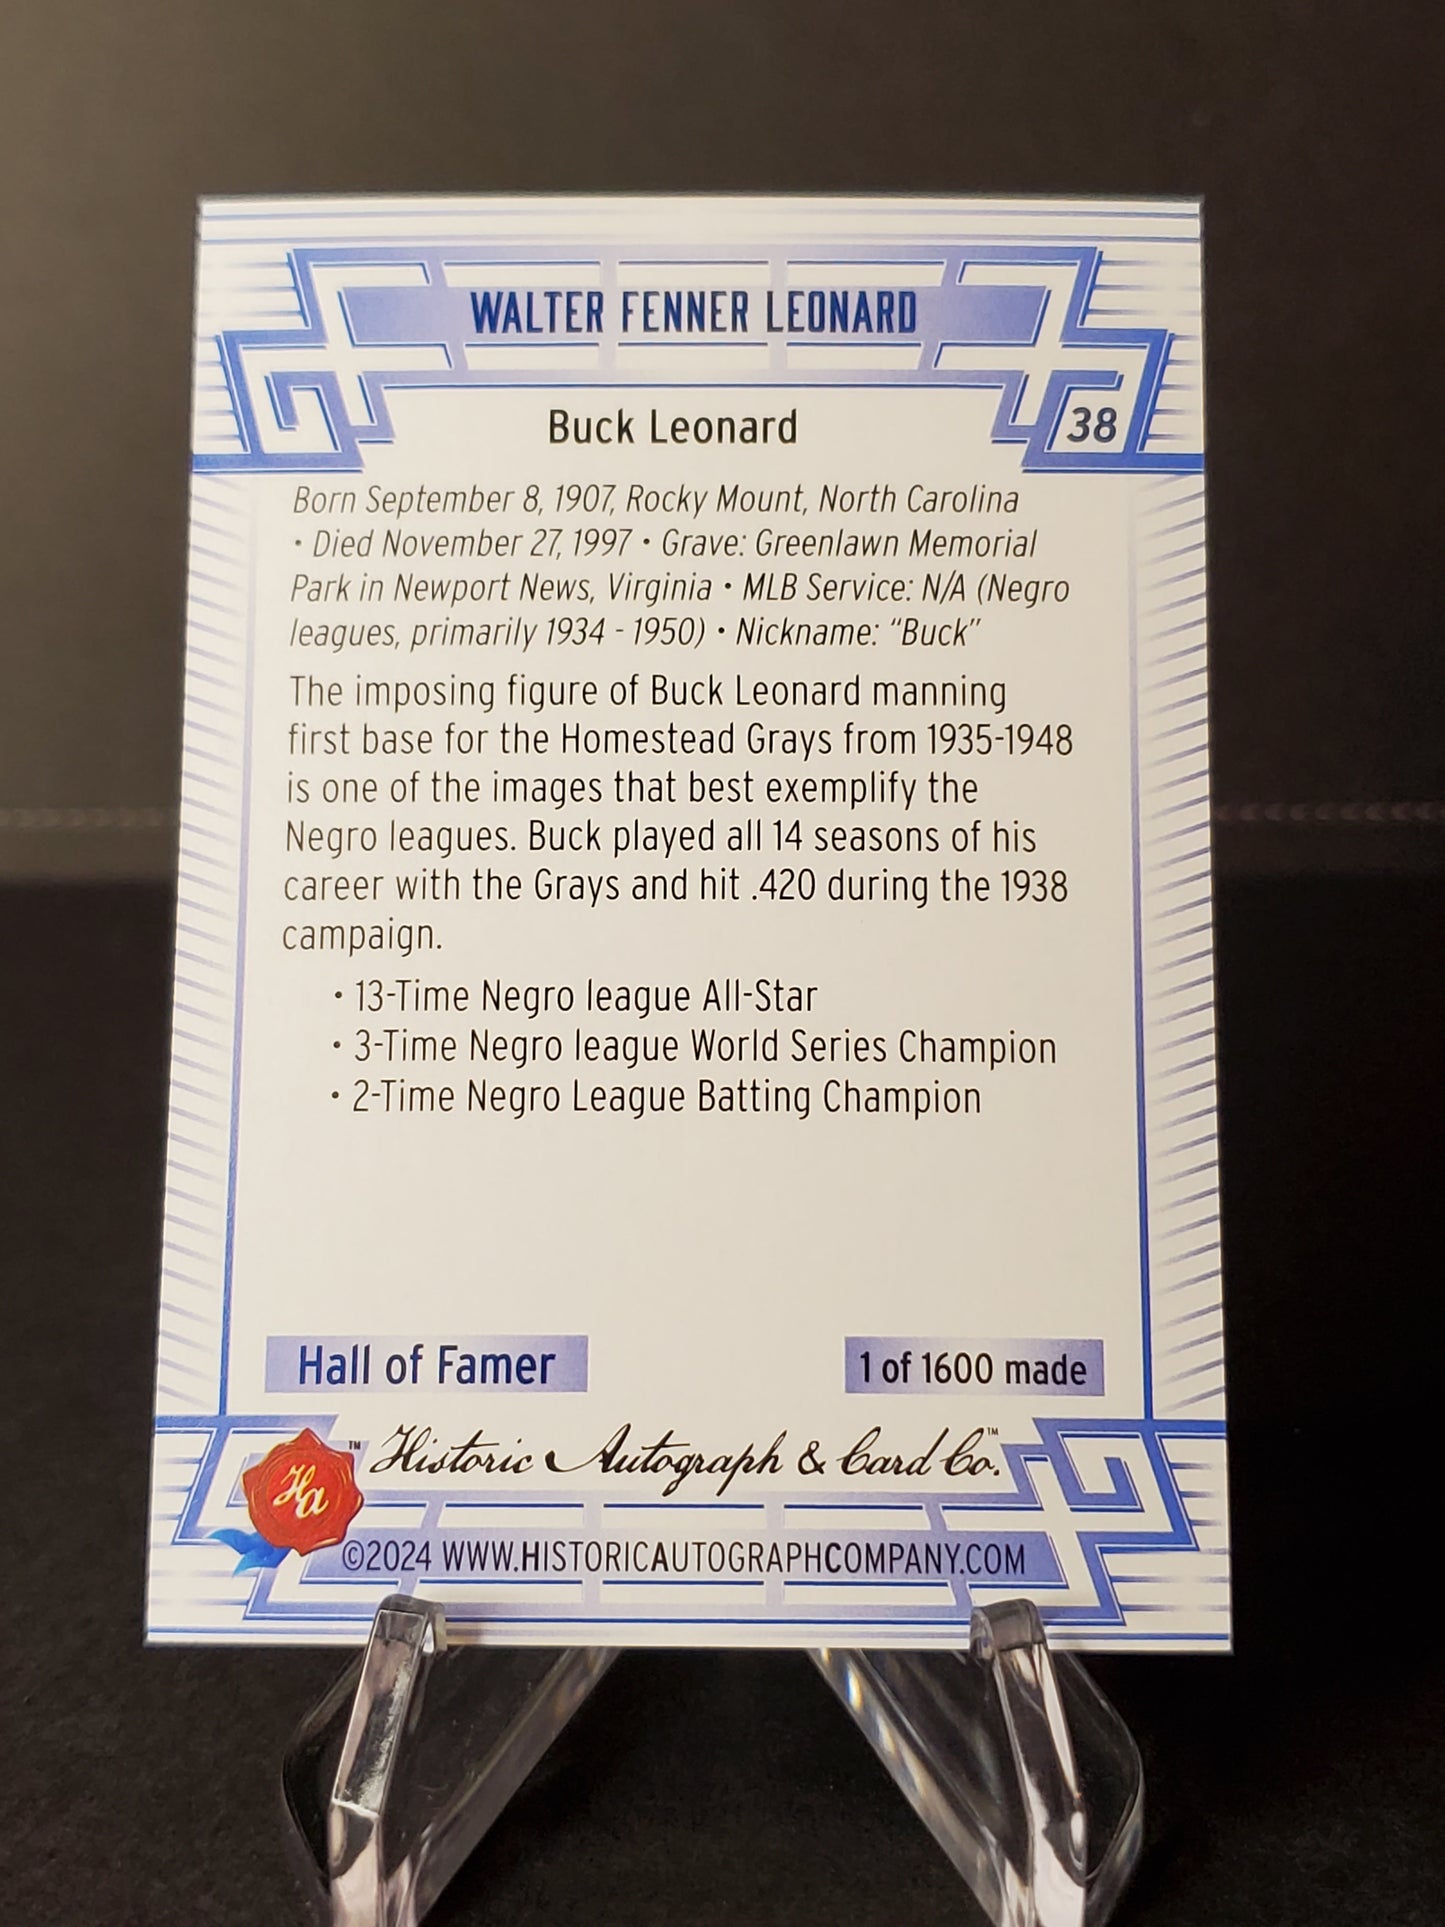 WALTER FENNER LEONARD
Buck Leonard
38
Born September 8, 1907, Rocky Mount, North Carolina
• Died November 27, 1997 • Grave: Greenlawn Memorial
Park in Newport News, Virginia • MLB Service: N/A (Negro
leagues, primarily 1934 - 1950) • Nickname: "Buck"
The imposing figure of Buck Leonard manning
first base for the Homestead Grays from 1935-1948
is one of the images that best exemplify the
Negro leagues. Buck played all 14 seasons of his
career with the Grays and hit .420 during the 1938
campaign.
• 13-Time Negro league All-Star
• 3-Time Negro league World Series Champion
• 2-Time Negro League Batting Champion
Hall of Famer
1 of 1600 made
Ha ™ Historic Autograph & Card Co.™
©2024 WWW.HISTORICAUTOGRAPHCOMPANY.COM